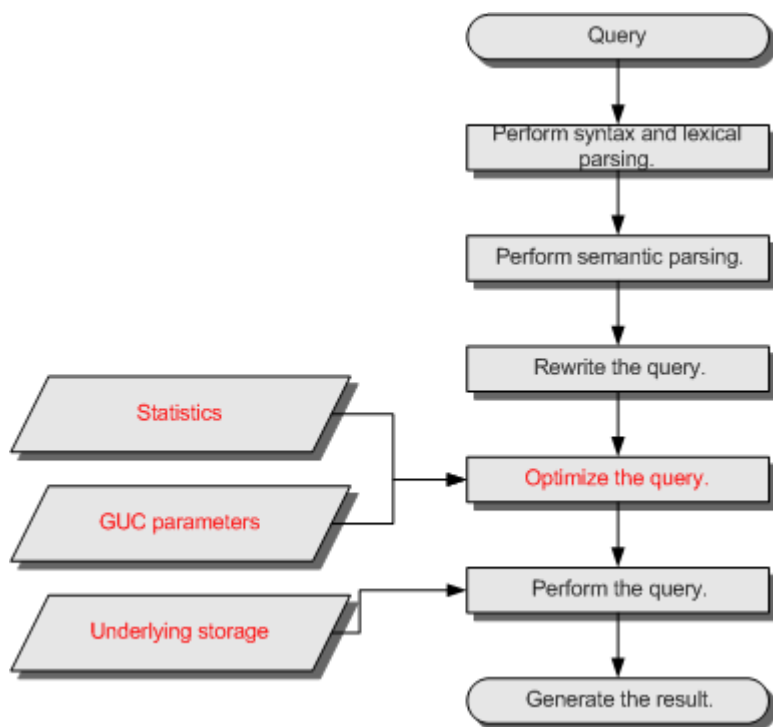 Query
Perform syntax and lexical
parsing.
Perform semantic parsing.
Rewrite the query.
Statistics
Optimize the query.
GUC parameters
Perform the query.
Underlying storage
Generate the result.